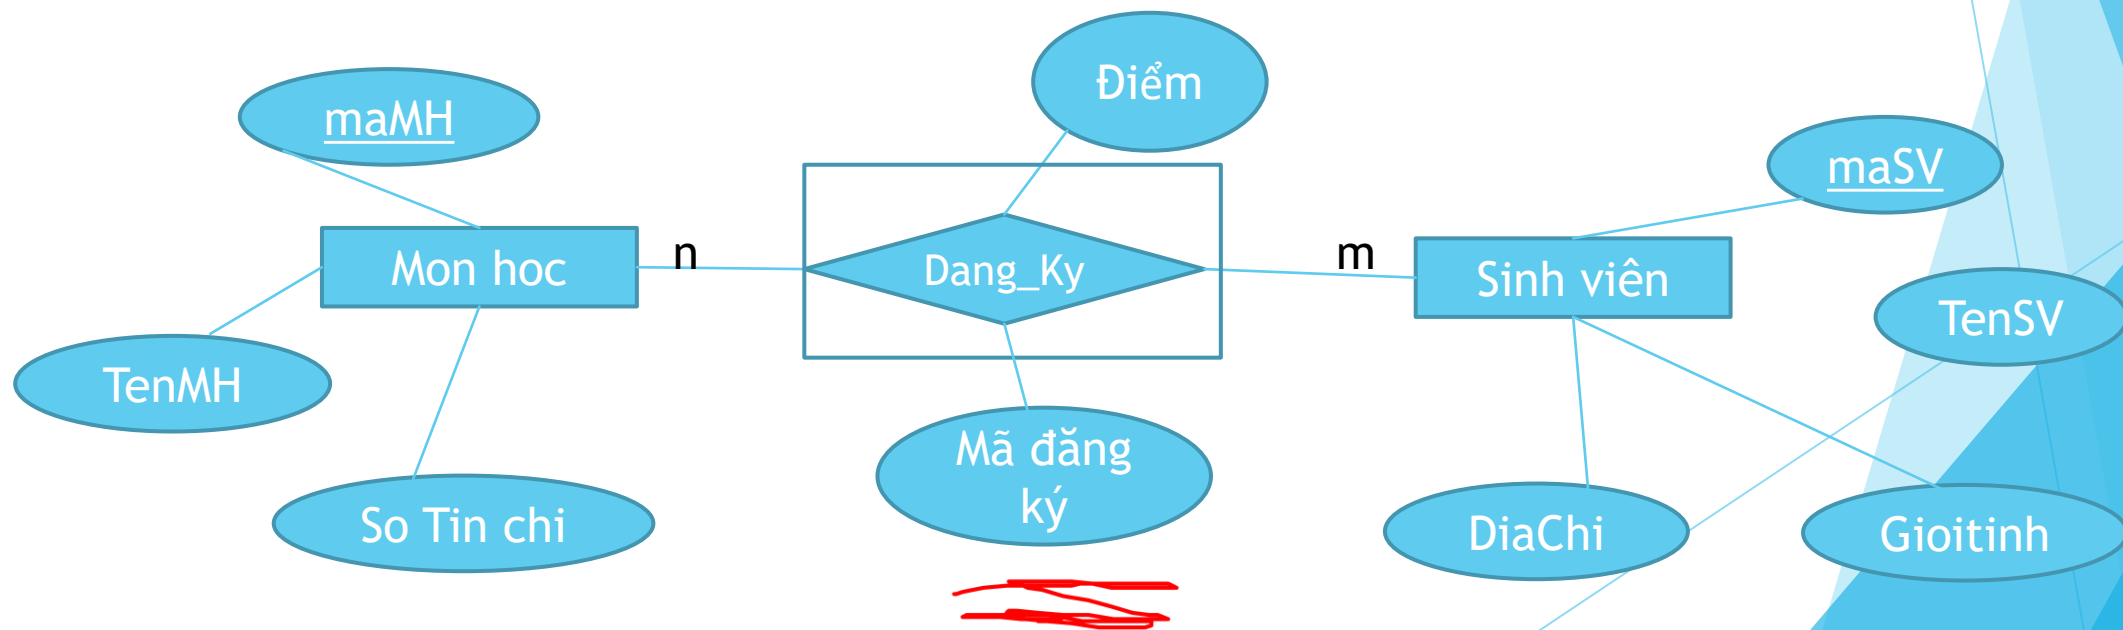 Điểm
maMH
maSV
Mon hoc
n
Dang_Ky
m
Sinh viên
TenSV
TenMH
Mã đăng
ký
So Tin chi
DiaChi
Gioitinh